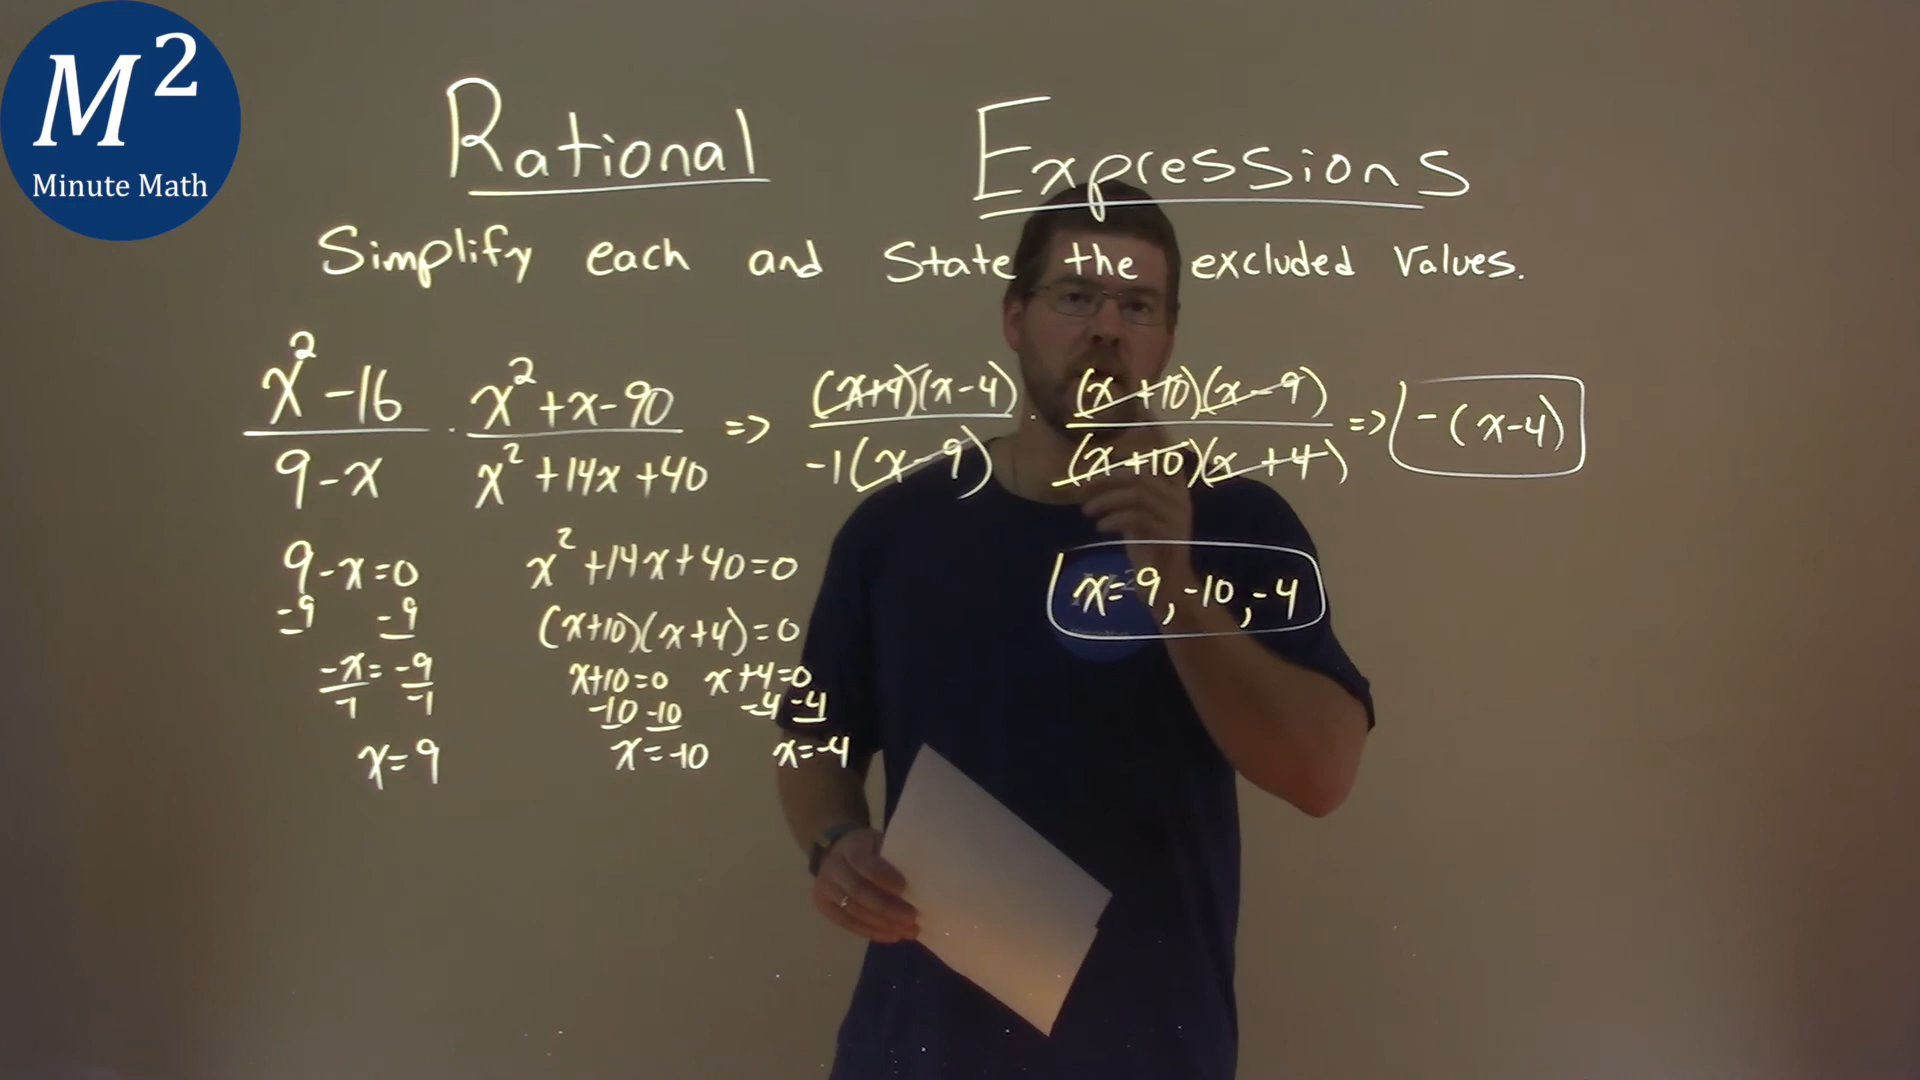 M²
Minute Math
Rational Expressions
Simplify each and state the excluded values.
x²-16 / 9-x · x²+x-90 / x²+14x+40 => (x+4)(x-4) / -1(x-9) · (x+10)(x-9) / (x+10)(x+4) => -(x-4)
9-x=0
-9 -9
-x = -9
-1 -1
x=9
x²+14x+40=0
(x+10)(x+4)=0
x+10=0 x+4=0
-10 -10 -4 -4
x=-10 x=-4
x=9, -10, -4